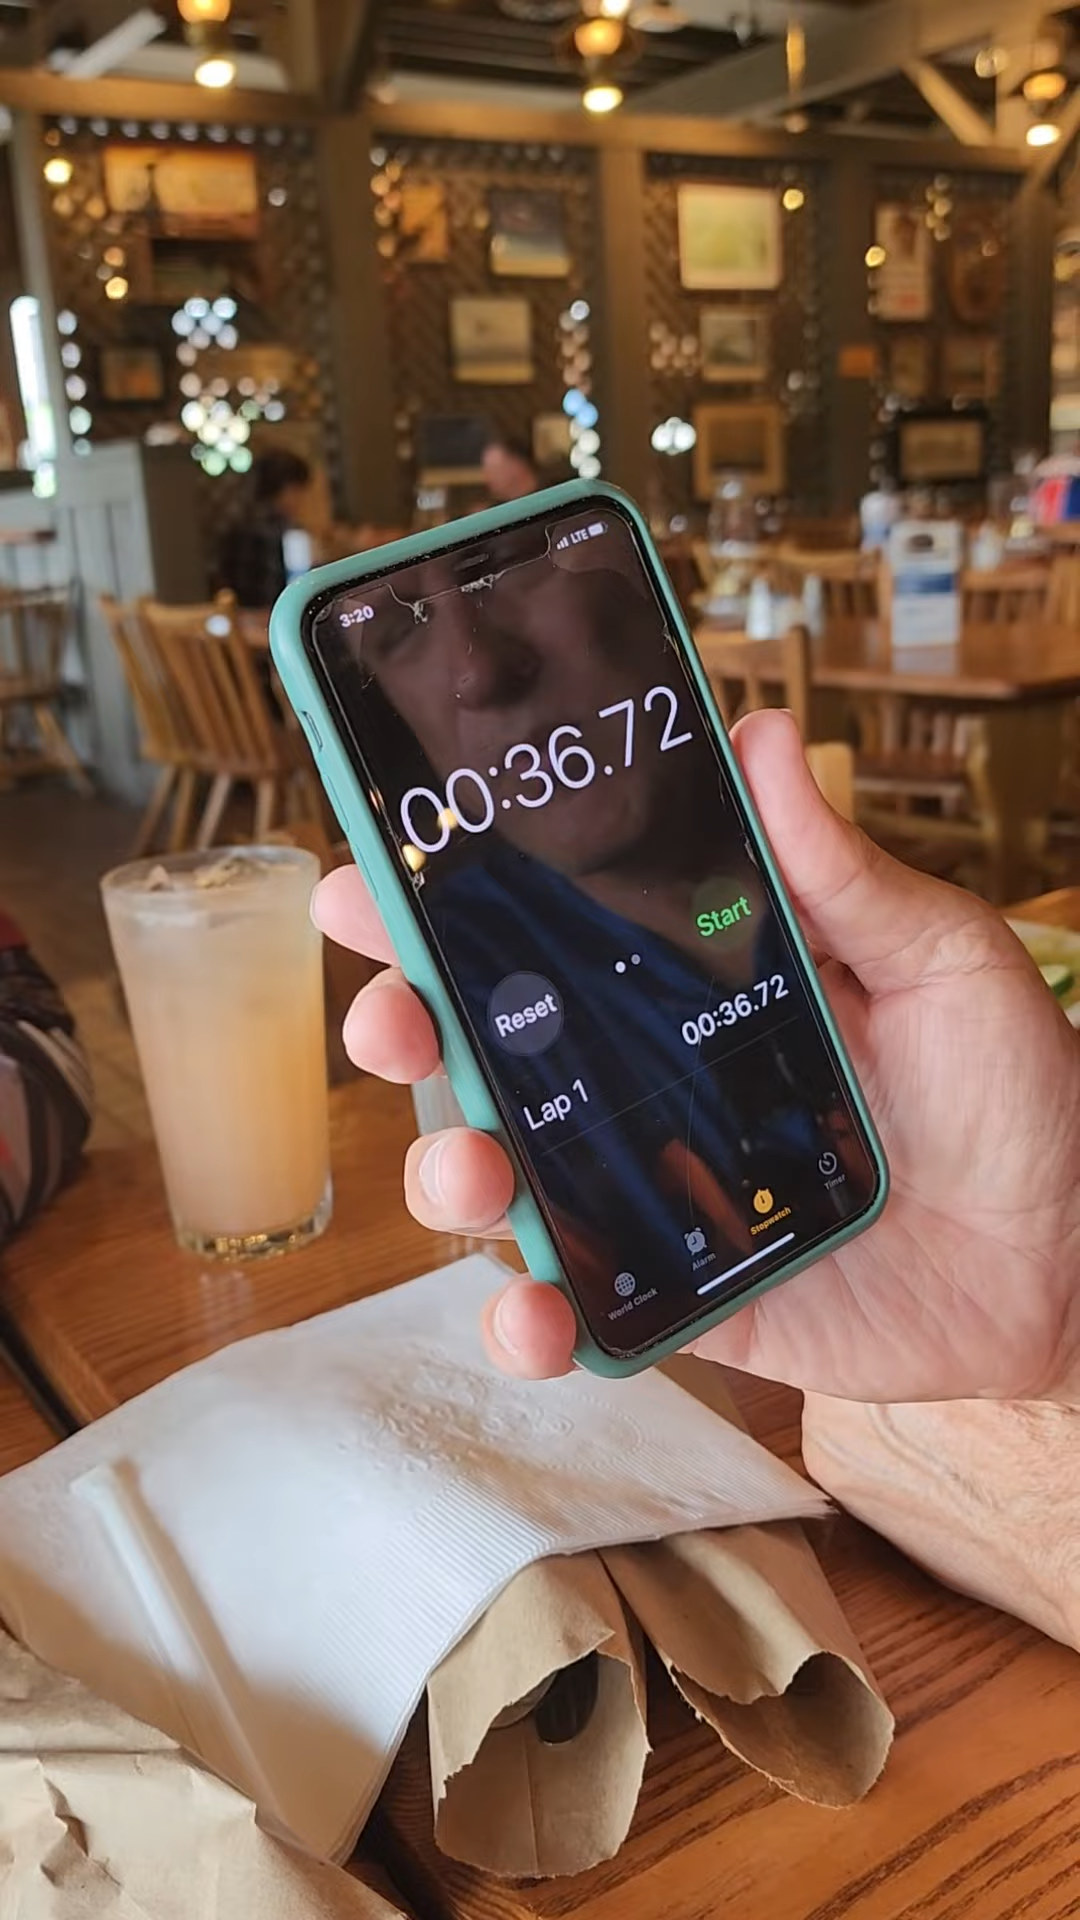 3:20
LTE
00:36.72
Reset
Start
Lap 1
00:36.72
World Clock
Alarm
Stopwatch
Timer